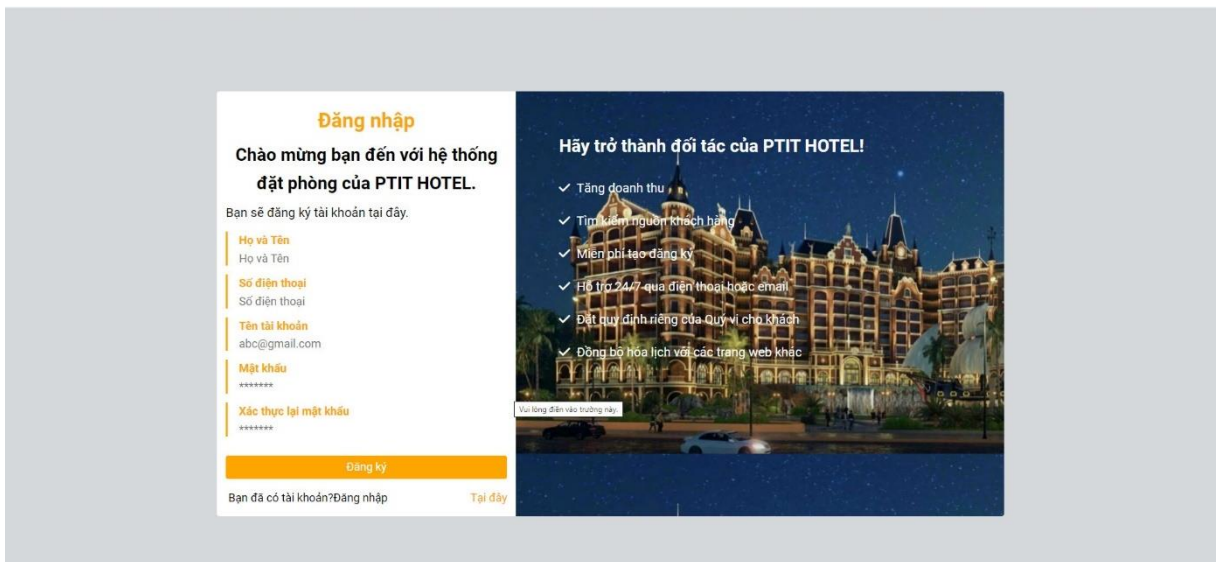 Đăng nhập
Chào mừng bạn đến với hệ thống
đặt phòng của PTIT HOTEL.
Bạn sẽ đăng ký tài khoản tại đây.
Họ và Tên
Họ và Tên
Số điện thoại
Số điện thoại
Tên tài khoản
abc@gmail.com
Mật khẩu
*******
Xác thực lại mật khẩu
*******
Đăng ký
Bạn đã có tài khoản?Đăng nhập Tại đây
Hãy trở thành đối tác của PTIT HOTEL!
Tăng doanh thu
Tìm kiếm nguồn khách hàng
Miễn phí tạo đăng ký
Hỗ trợ 24/7 qua điện thoại hoặc email
Đặt quy định riêng của Quý vị cho khách
Đồng bộ hóa lịch với các trang web khác
Vui lòng điền vào trường này.